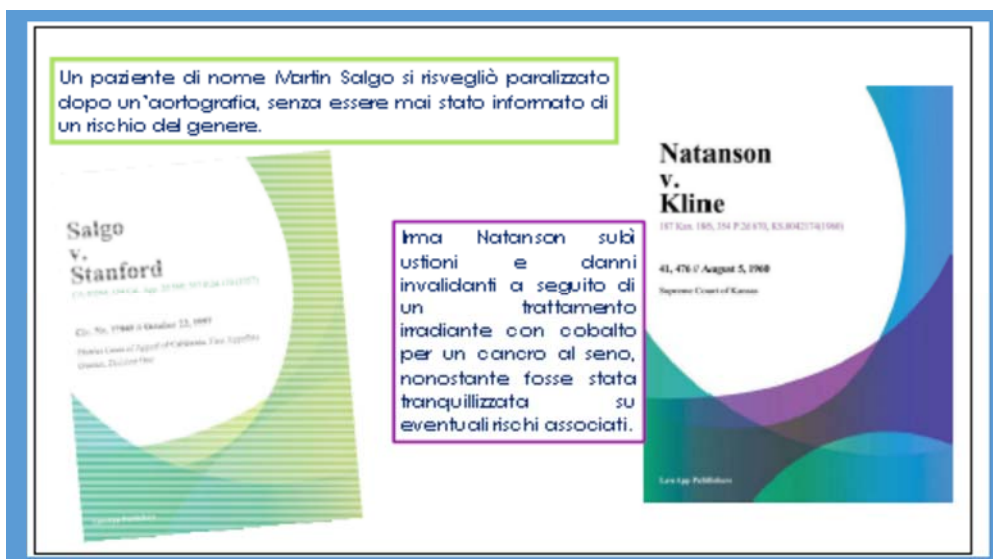 Un paziente di nome Martin Salgo si risvegliò paralizzato
dopo un'aortografia, senza essere mai stato informato di
un rischio del genere.
Salgo
v.
Stanford
Irma Natanson subì
ustioni e danni
invalidanti a seguito di
un trattamento
irradiante con cobalto
per un cancro al seno,
nonostante fosse stata
tranquillizzata su
eventuali rischi associati.
Natanson
v.
Kline
41, 476 // August 5, 1960
Supreme Court of Kansas
LawApp Publishers